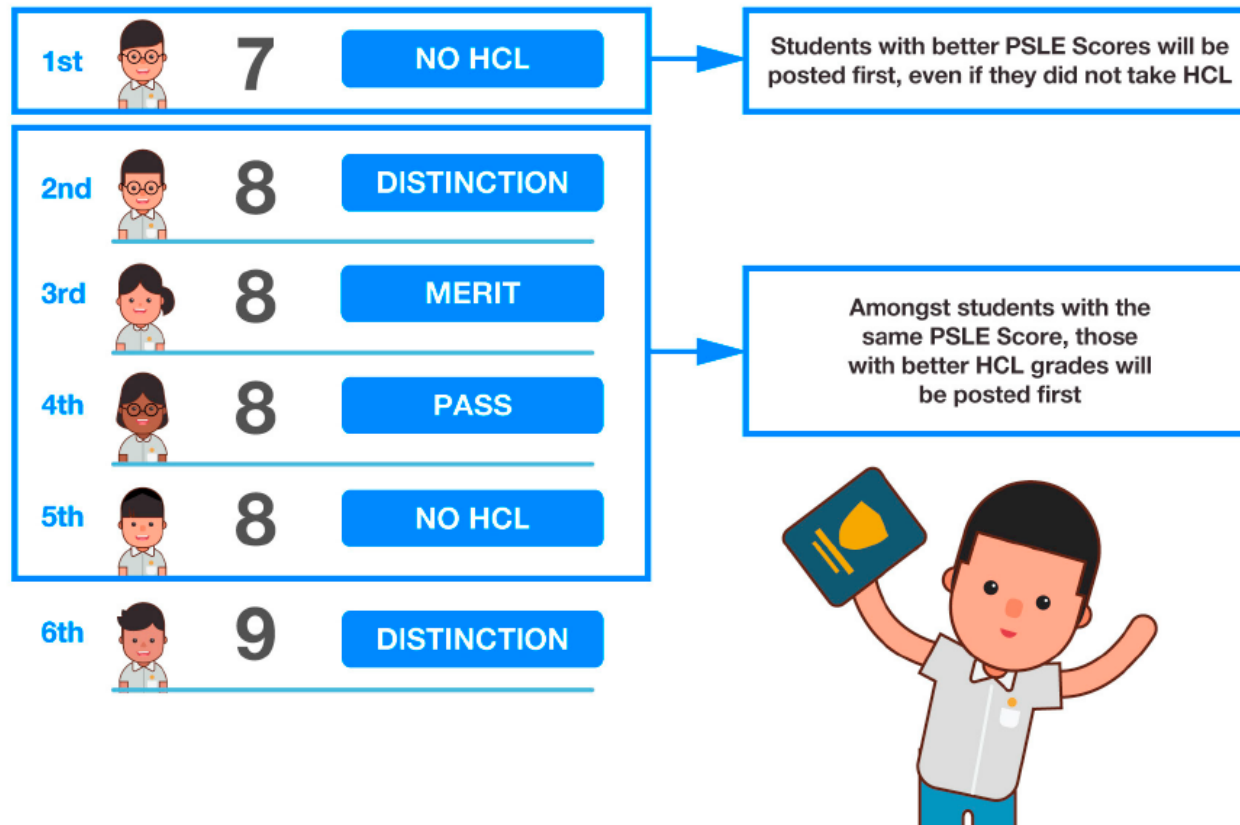 1st 7 NO HCL
Students with better PSLE Scores will be
posted first, even if they did not take HCL
2nd 8 DISTINCTION
3rd 8 MERIT
4th 8 PASS
5th 8 NO HCL
Amongst students with the
same PSLE Score, those
with better HCL grades will
be posted first
6th 9 DISTINCTION